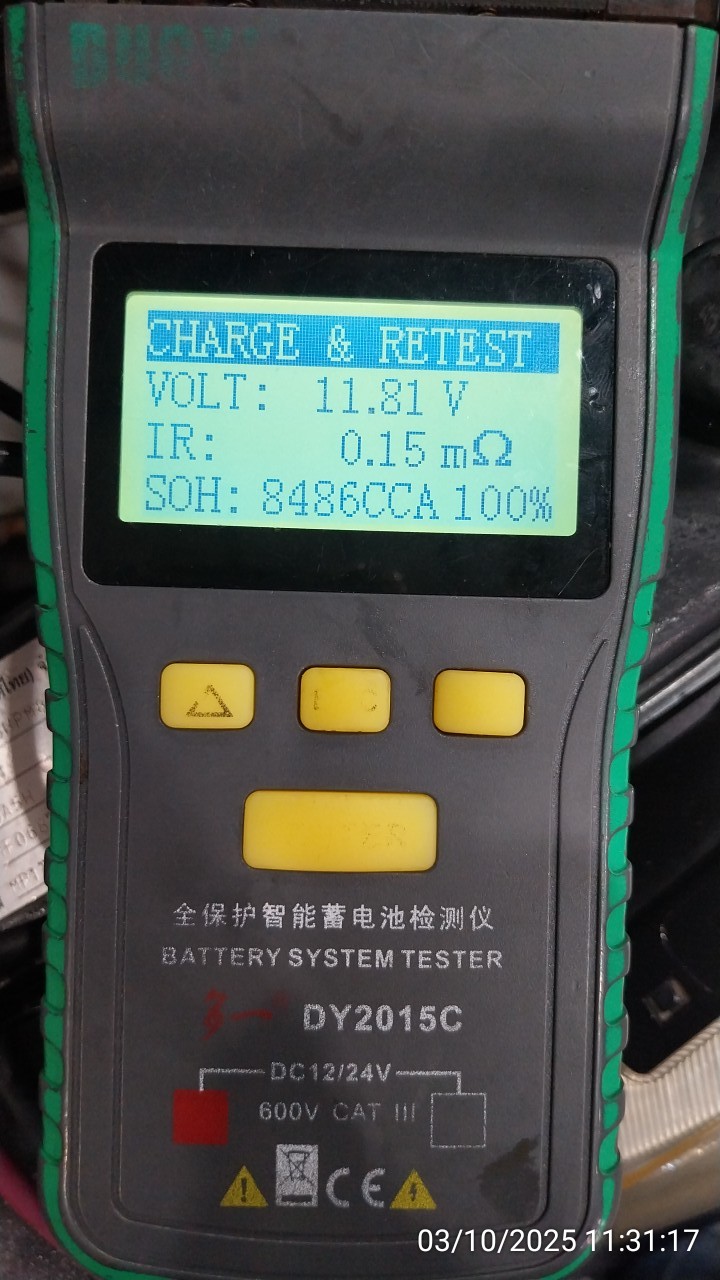 CHARGE & RETEST
VOLT: 11.81 V
IR: 0.15 mΩ
SOH: 8486CCA 100%
全保护智能蓄电池检测仪
BATTERY SYSTEM TESTER
DY2015C
DC12/24V
600V CAT III
CE
03/10/2025 11:31:17